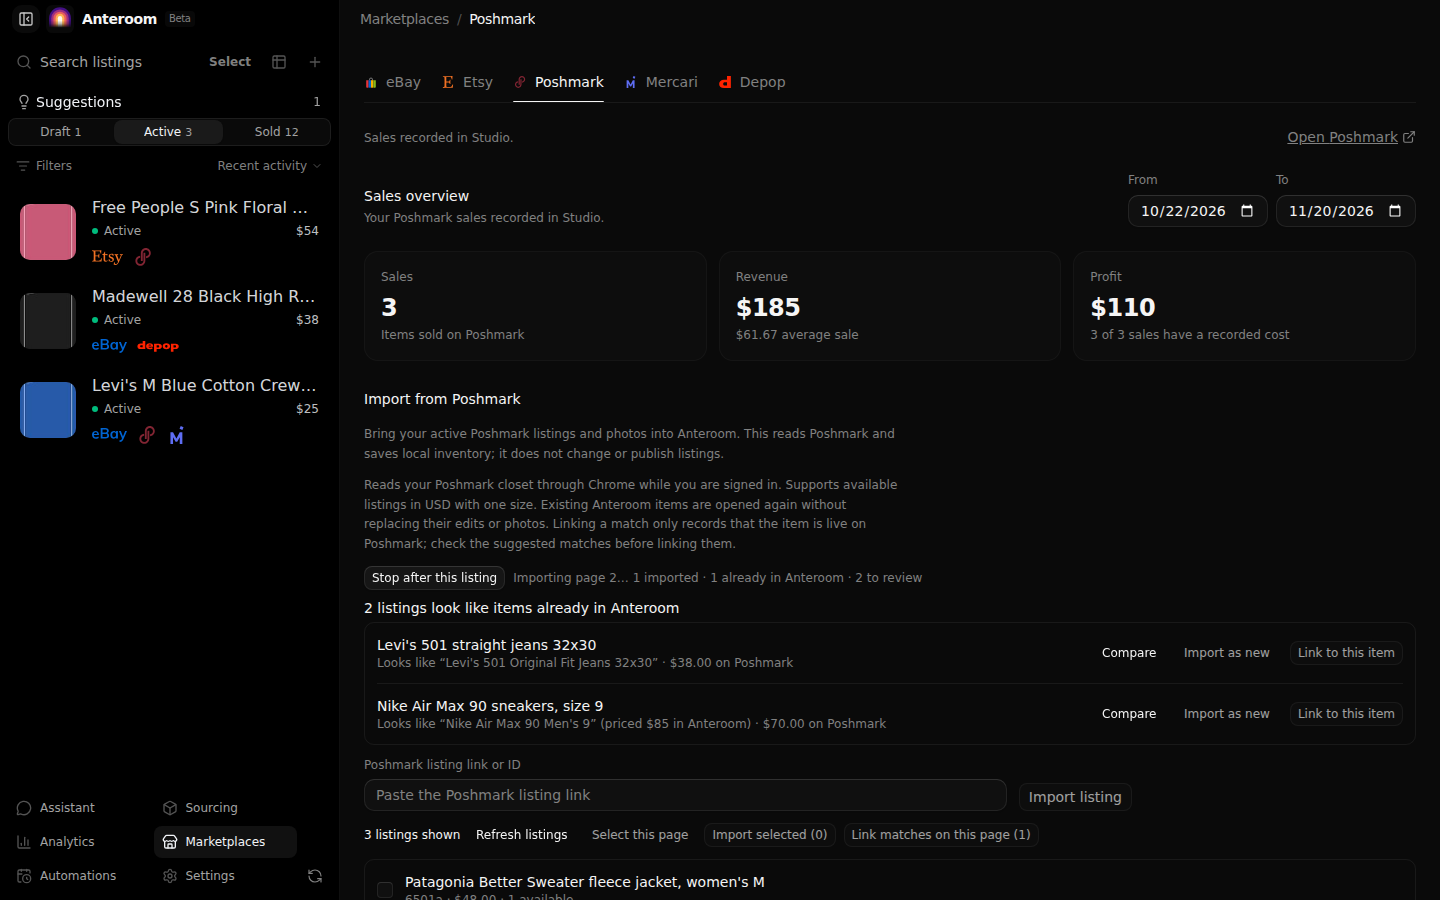 Anteroom Beta
Search listings Select
Suggestions 1
Draft 1 Active 3 Sold 12
Filters Recent activity
Free People S Pink Floral ...
Active $54
Etsy
Madewell 28 Black High R...
Active $38
eBay depop
Levi's M Blue Cotton Crew...
Active $25
eBay
Assistant Sourcing
Analytics Marketplaces
Automations Settings
Marketplaces / Poshmark
eBay Etsy Poshmark Mercari Depop
Sales recorded in Studio. Open Poshmark
Sales overview
Your Poshmark sales recorded in Studio.
From To
10/22/2026 11/20/2026
Sales Revenue Profit
3 $185 $110
Items sold on Poshmark $61.67 average sale 3 of 3 sales have a recorded cost
Import from Poshmark
Bring your active Poshmark listings and photos into Anteroom. This reads Poshmark and
saves local inventory; it does not change or publish listings.
Reads your Poshmark closet through Chrome while you are signed in. Supports available
listings in USD with one size. Existing Anteroom items are opened again without
replacing their edits or photos. Linking a match only records that the item is live on
Poshmark; check the suggested matches before linking them.
Stop after this listing Importing page 2... 1 imported · 1 already in Anteroom · 2 to review
2 listings look like items already in Anteroom
Levi's 501 straight jeans 32x30
Looks like “Levi's 501 Original Fit Jeans 32x30” · $38.00 on Poshmark
Compare Import as new Link to this item
Nike Air Max 90 sneakers, size 9
Looks like “Nike Air Max 90 Men's 9” (priced $85 in Anteroom) · $70.00 on Poshmark
Compare Import as new Link to this item
Poshmark listing link or ID
Paste the Poshmark listing link Import listing
3 listings shown Refresh listings Select this page Import selected (0) Link matches on this page (1)
Patagonia Better Sweater fleece jacket, women's M
6501a · $48.00 · 1 available